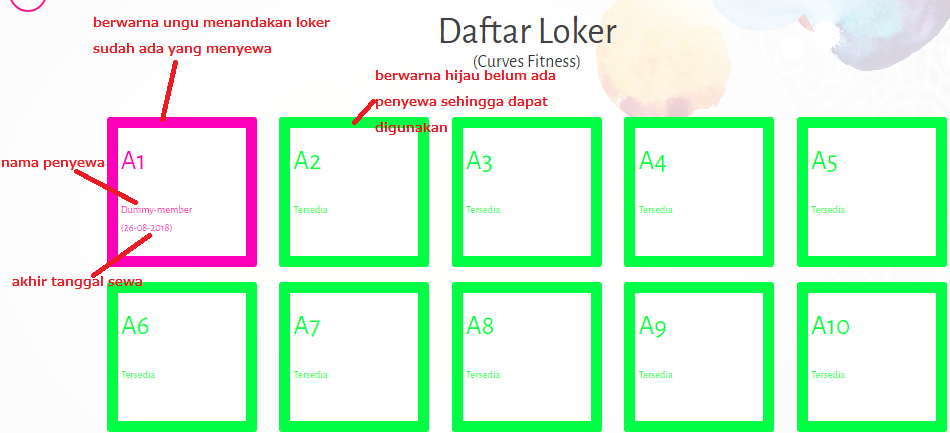 berwarna ungu menandakan loker
sudah ada yang menyewa
Daftar Loker
(Curves Fitness)
berwarna hijau belum ada
penyewa sehingga dapat
digunakan
nama penyewa
A1
Dummy-member
(26-08-2018)
akhir tanggal sewa
A2
Tersedia
A3
Tersedia
A4
Tersedia
A5
Tersedia
A6
Tersedia
A7
Tersedia
A8
Tersedia
A9
Tersedia
A10
Tersedia